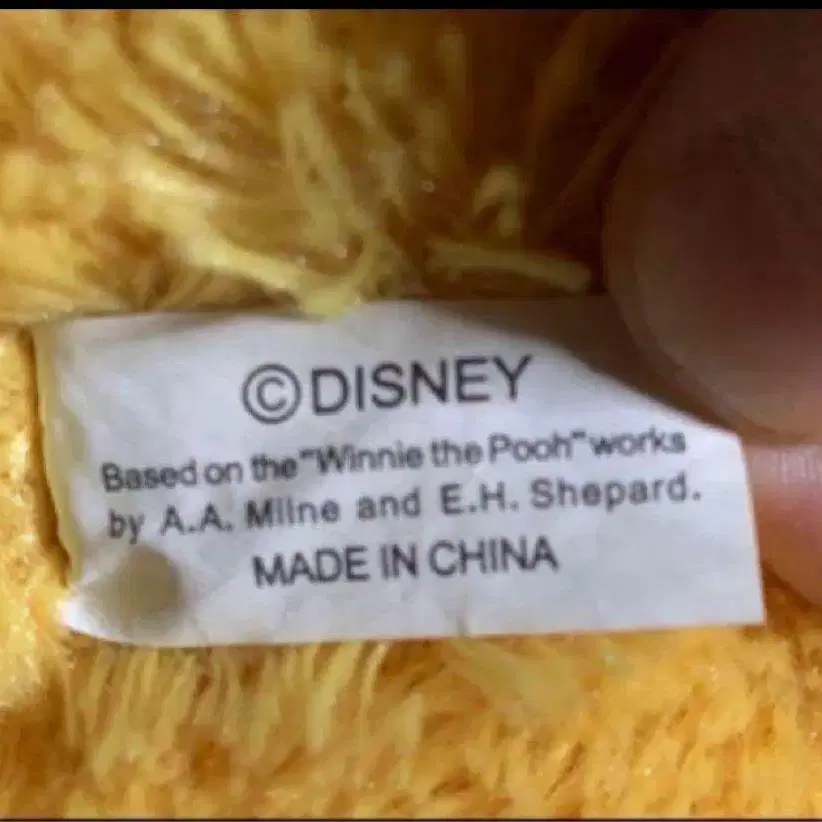 ©DISNEY
Based on the "Winnie the Pooh" works
by A.A. Milne and E.H. Shepard.
MADE IN CHINA